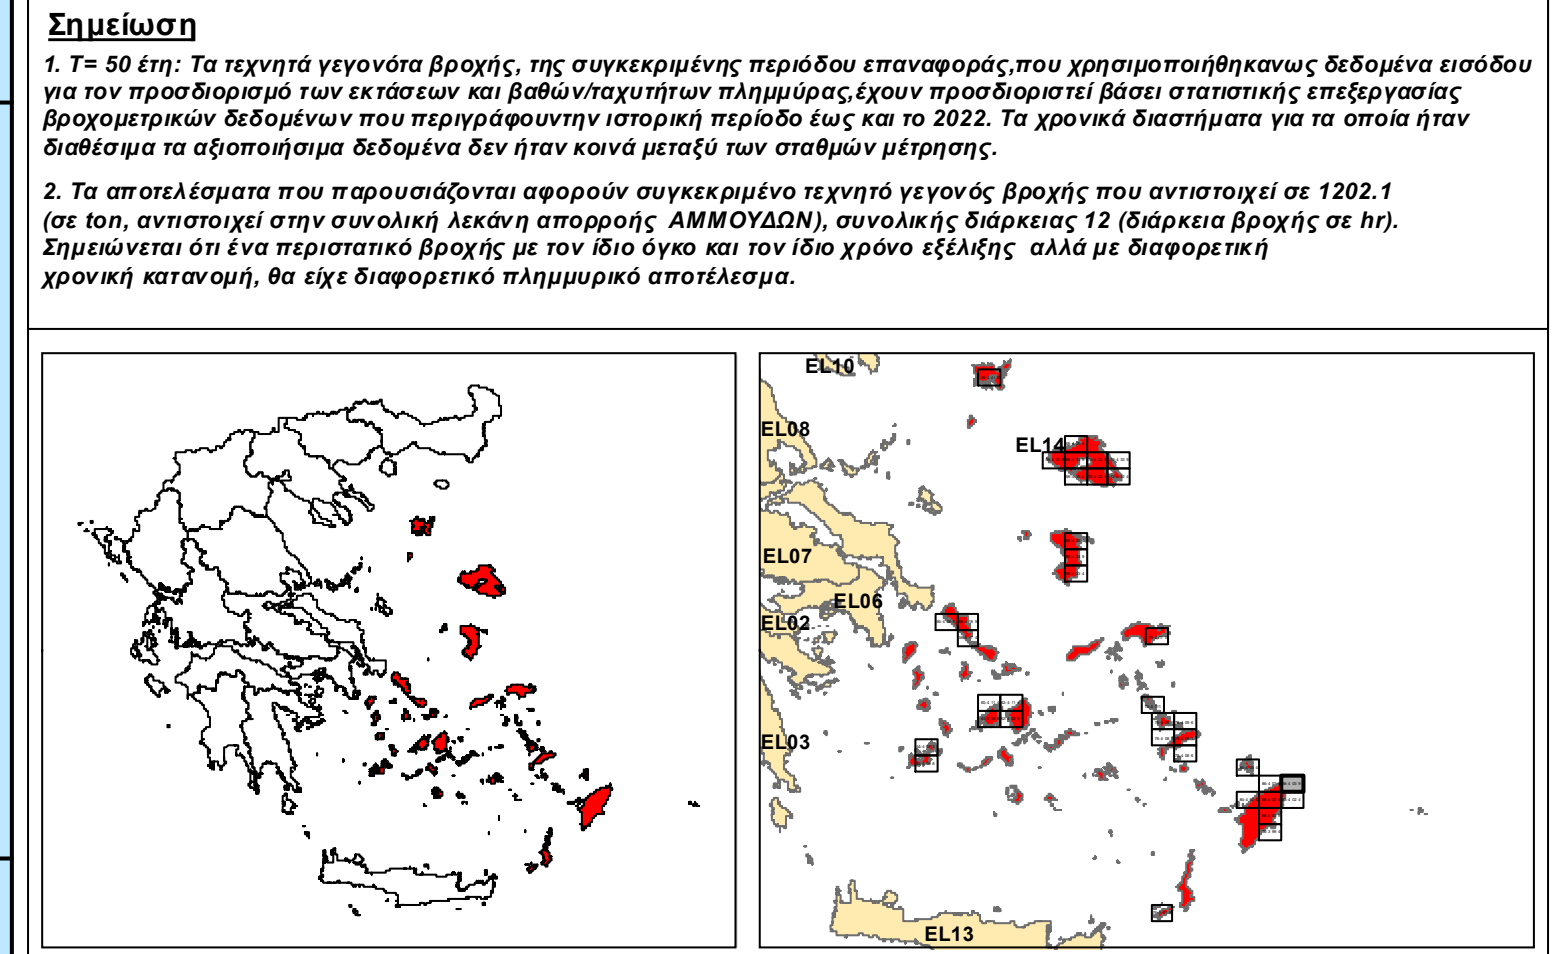 Σημείωση
1. Τ= 50 έτη: Τα τεχνητά γεγονότα βροχής, της συγκεκριμένης περιόδου επαναφοράς,που χρησιμοποιήθηκανως δεδομένα εισόδου
για τον προσδιορισμό των εκτάσεων και βαθών/ταχυτήτων πλημμύρας,έχουν προσδιοριστεί βάσει στατιστικής επεξεργασίας
βροχομετρικών δεδομένων που περιγράφουντην ιστορική περίοδο έως και το 2022. Τα χρονικά διαστήματα για τα οποία ήταν
διαθέσιμα τα αξιοποιήσιμα δεδομένα δεν ήταν κοινά μεταξύ των σταθμών μέτρησης.
2. Τα αποτελέσματα που παρουσιάζονται αφορούν συγκεκριμένο τεχνητό γεγονός βροχής που αντιστοιχεί σε 1202.1
(σε ton, αντιστοιχεί στην συνολική λεκάνη απορροής ΑΜΜΟΥΔΩΝ), συνολικής διάρκειας 12 (διάρκεια βροχής σε hr).
Σημειώνεται ότι ένα περιστατικό βροχής με τον ίδιο όγκο και τον ίδιο χρόνο εξέλιξης αλλά με διαφορετική
χρονική κατανομή, θα είχε διαφορετικό πλημμυρικό αποτέλεσμα.
EL10
EL08
EL14
EL07
EL06
EL02
EL03
EL13